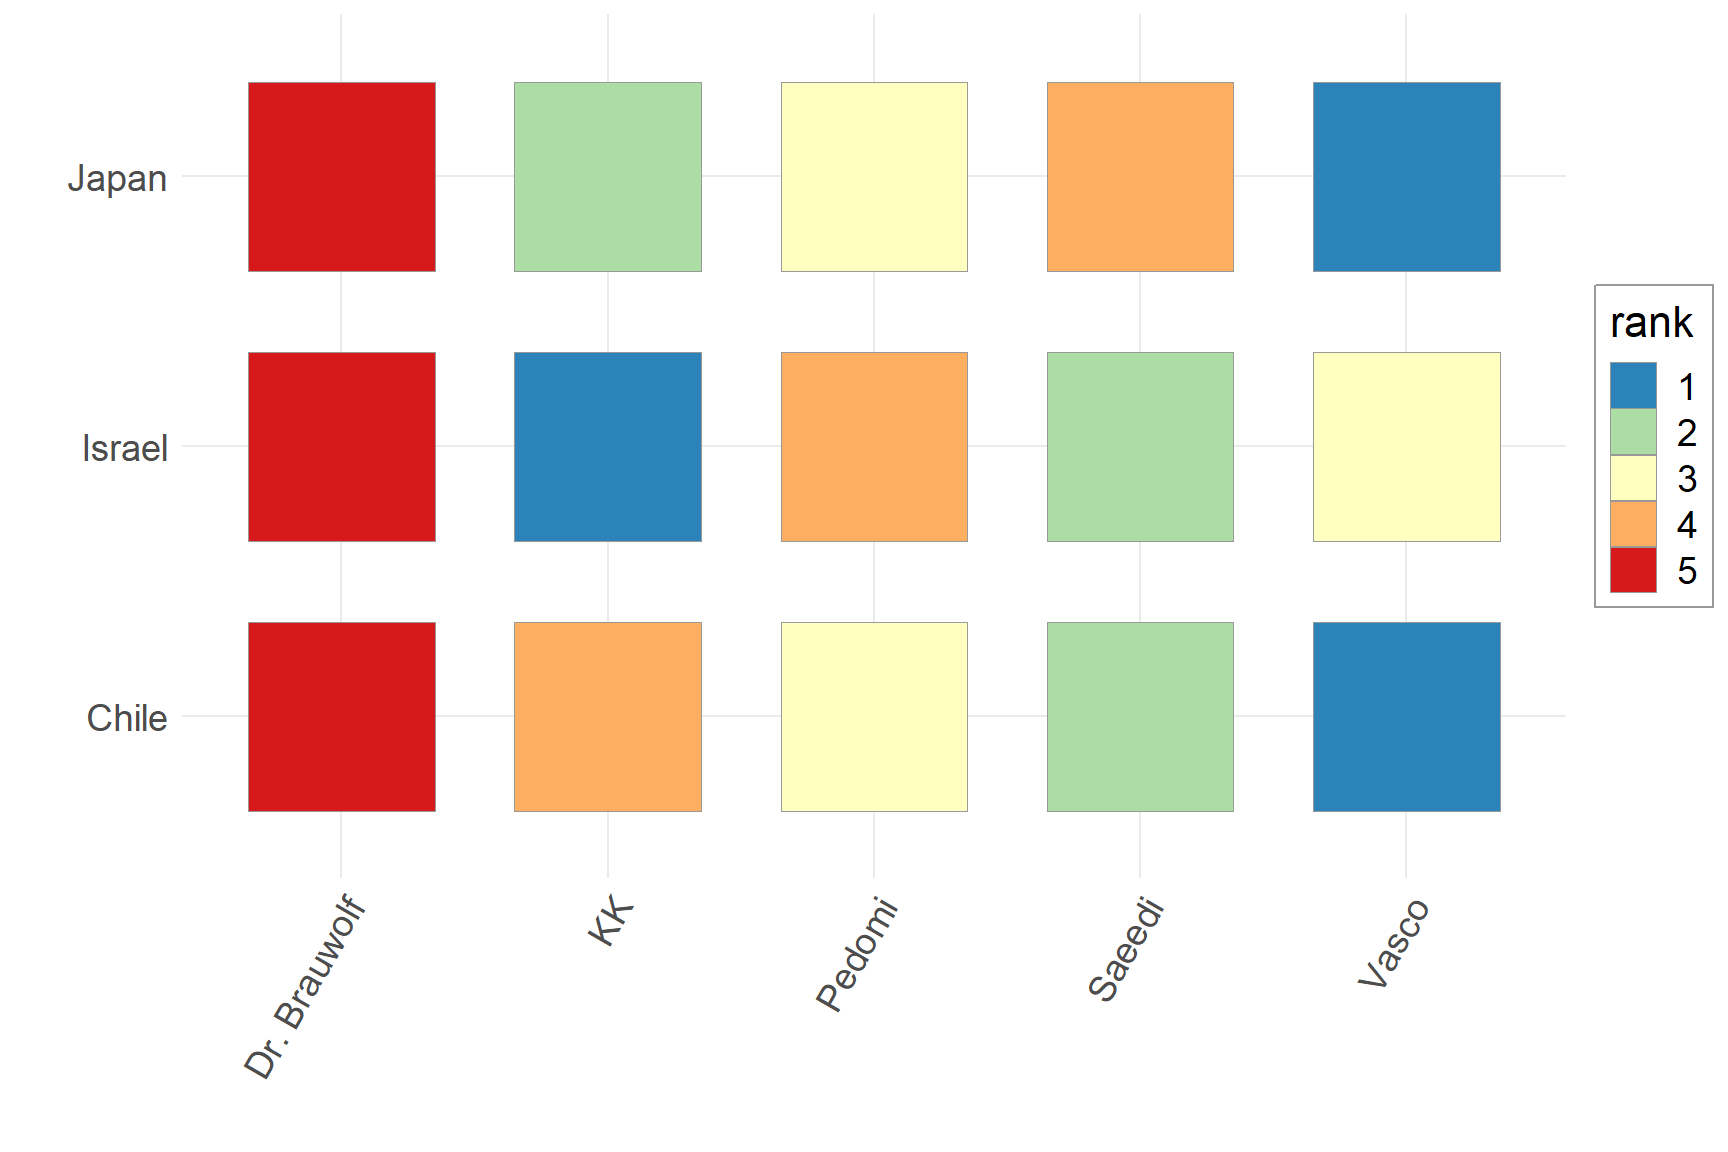 Japan
Israel
Chile
Dr. Brauwolf
KK
Pedomi
Saeedi
Vasco
rank
1
2
3
4
5